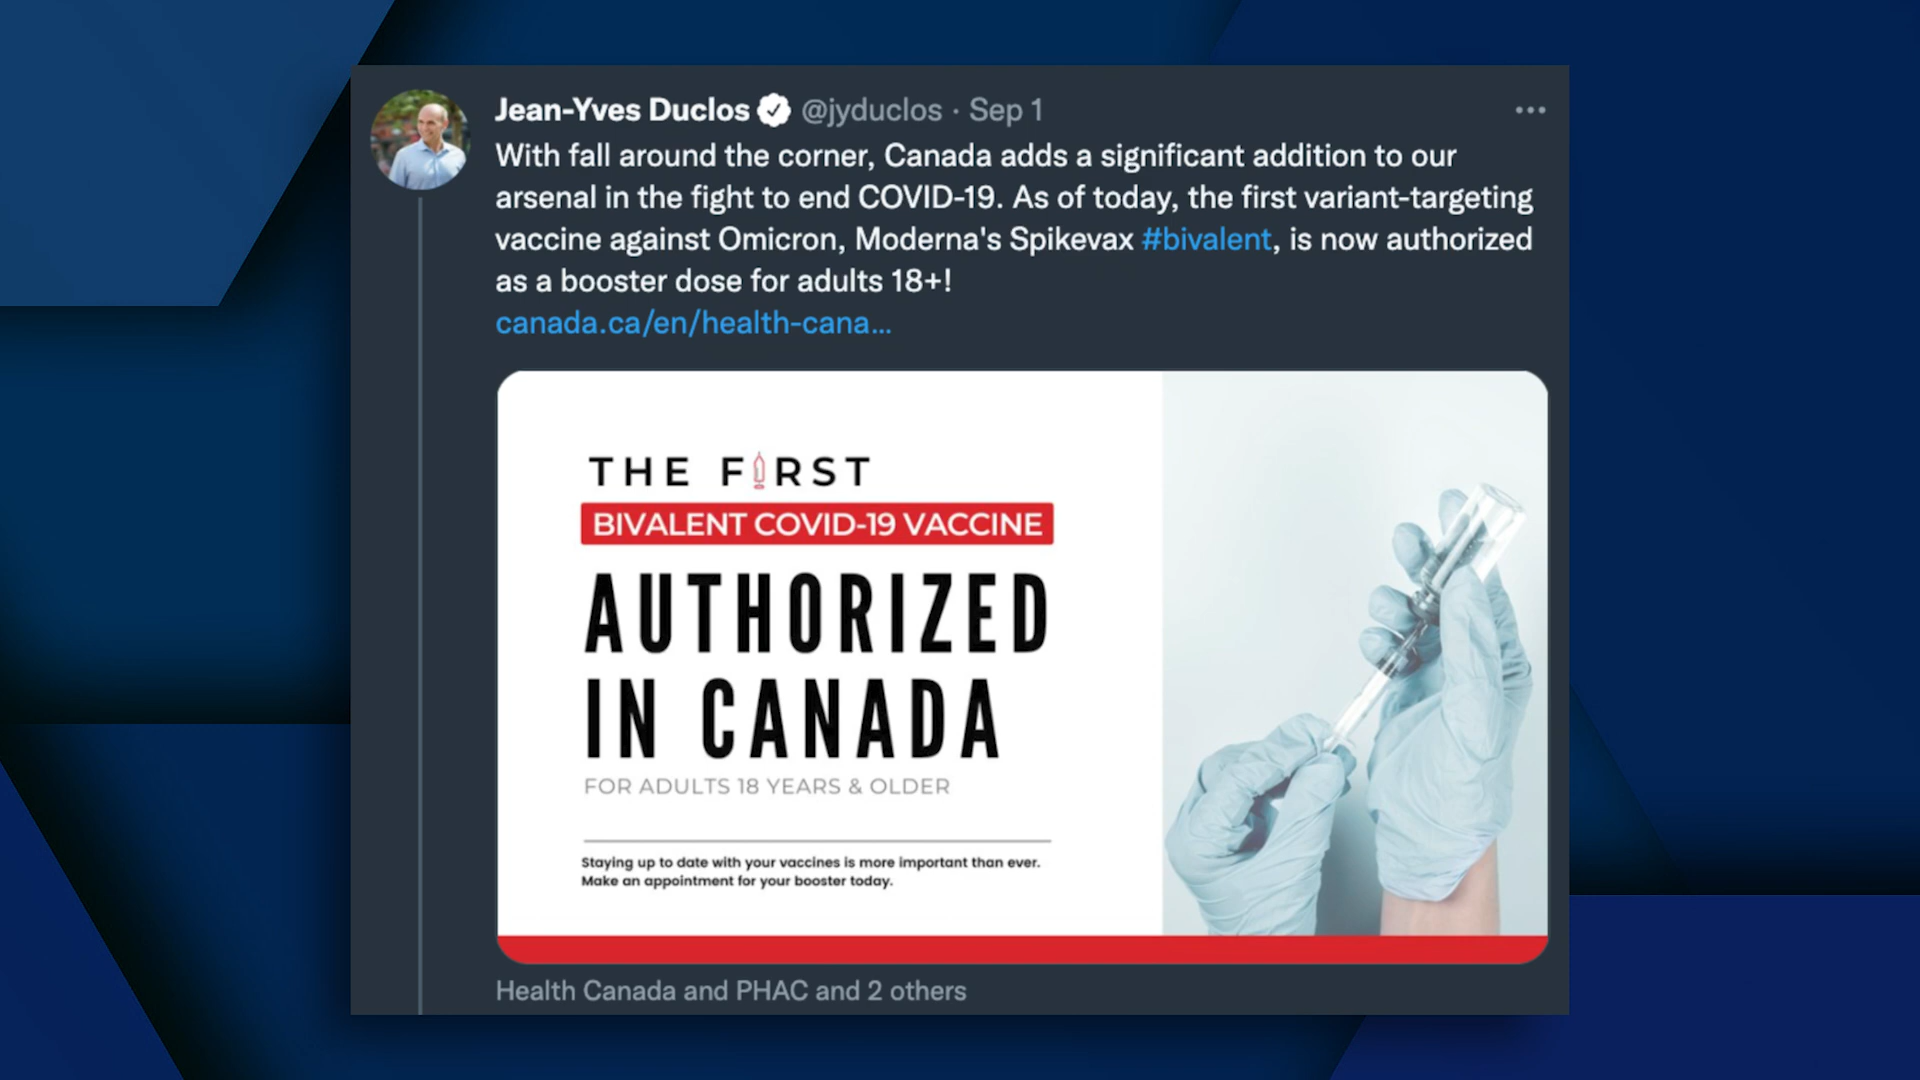 Jean-Yves Duclos @jyduclos · Sep 1
With fall around the corner, Canada adds a significant addition to our
arsenal in the fight to end COVID-19. As of today, the first variant-targeting
vaccine against Omicron, Moderna's Spikevax #bivalent, is now authorized
as a booster dose for adults 18+!
canada.ca/en/health-cana...
THE FIRST
BIVALENT COVID-19 VACCINE
AUTHORIZED
IN CANADA
FOR ADULTS 18 YEARS & OLDER
Staying up to date with your vaccines is more important than ever.
Make an appointment for your booster today.
Health Canada and PHAC and 2 others